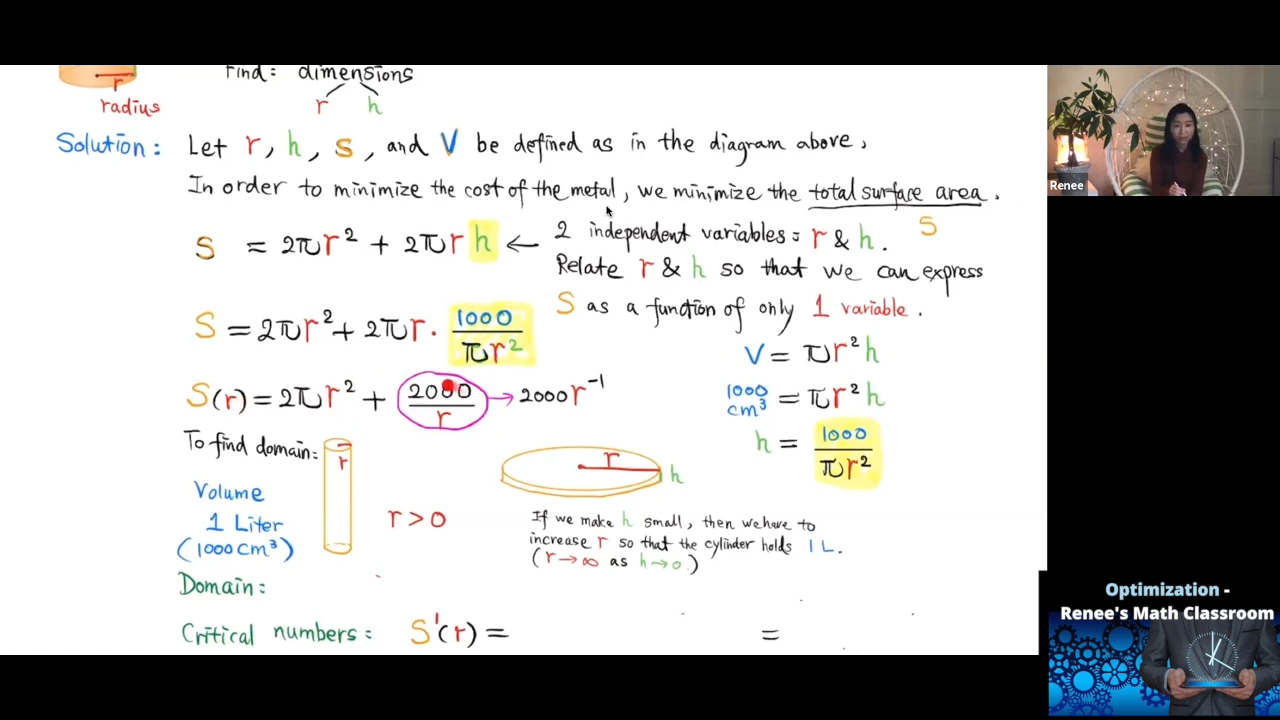 Find: dimensions
r
radius
r h
Solution: Let r, h, S, and V be defined as in the diagram above,
In order to minimize the cost of the metal, we minimize the total surface area.
S
S = 2πr² + 2πrh ← 2 independent variables: r & h.
Relate r & h so that we can express
S as a function of only 1 variable.
S = 2πr² + 2πr · 1000/πr²
V = πr²h
S(r) = 2πr² + 2000/r → 2000r⁻¹
1000 cm³ = πr²h
h = 1000/πr²
To find domain:
r
r
h
Volume
1 Liter
(1000cm³)
r > 0
If we make h small, then we have to
increase r so that the cylinder holds 1 L.
(r→∞ as h→0.)
Domain:
Critical numbers: S'(r) = =
Renee
Optimization -
Renee's Math Classroom